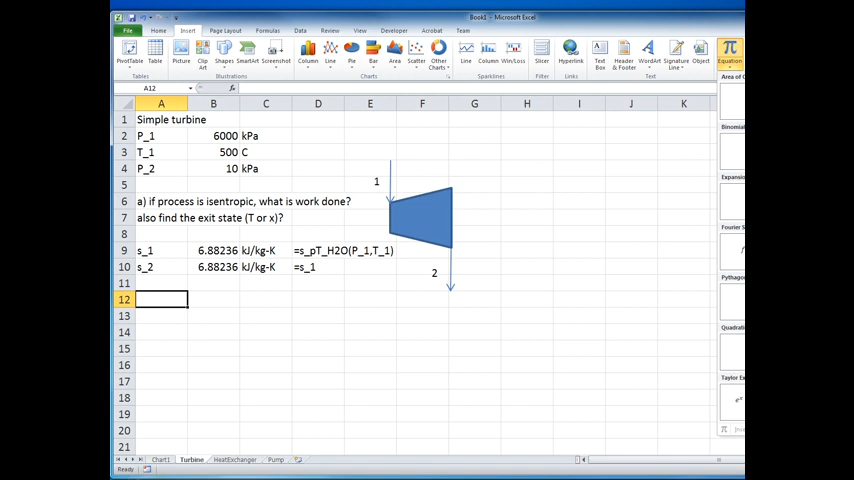 Book1 - Microsoft Excel
File Home Insert Page Layout Formulas Data Review View Developer Acrobat Team
PivotTable Table Picture Clip Art Shapes SmartArt Screenshot Column Line Pie Bar Area Scatter Other Charts Line Column Win/Loss Slicer Hyperlink Text Box Header & Footer WordArt Signature Line Object Equation
Tables Illustrations Charts Sparklines Filter Links Text
A12 fx
Area of C
A B C D E F G H I J K
1 Simple turbine
2 P_1 6000 kPa
Binomial
3 T_1 500 C
4 P_2 10 kPa
1
5
Expansion
6 a) if process is isentropic, what is work done?
7 also find the exit state (T or x)?
8
Fourier S
9 s_1 6.88236 kJ/kg-K =s_pT_H2O(P_1,T_1)
10 s_2 6.88236 kJ/kg-K =s_1
2
Pythago
11
12
13
Quadrati
14
15
16
Taylor Ex
17
18
19
20
21
Chart1 Turbine HeatExchanger Pump
Ready